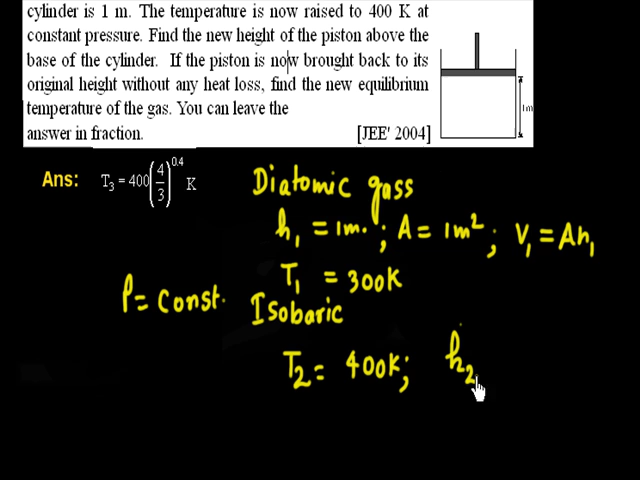 cylinder is 1 m. The temperature is now raised to 400 K at
constant pressure. Find the new height of the piston above the
base of the cylinder. If the piston is now brought back to its
original height without any heat loss, find the new equilibrium
temperature of the gas. You can leave the
answer in fraction. [JEE' 2004]
1m
Ans: T₃ = 400(4/3)^0.4 K
Diatomic gass
h₁ = 1m. ; A = 1m² ; V₁ = Ah₁
T₁ = 300K
P = Const. Isobaric
T₂ = 400K; h₂